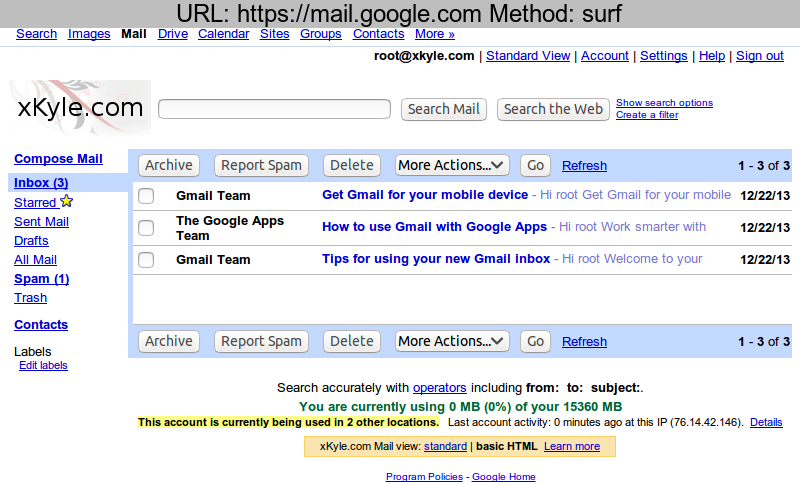 URL: https://mail.google.com Method: surf
Search Images Mail Drive Calendar Sites Groups Contacts More »
root@xkyle.com | Standard View | Account | Settings | Help | Sign out
xKyle.com
Search Mail Search the Web
Show search options
Create a filter
Compose Mail
Inbox (3)
Starred
Sent Mail
Drafts
All Mail
Spam (1)
Trash
Contacts
Labels
Edit labels
Archive Report Spam Delete More Actions... Go Refresh 1 - 3 of 3
Gmail Team Get Gmail for your mobile device - Hi root Get Gmail for your mobile 12/22/13
The Google Apps Team How to use Gmail with Google Apps - Hi root Work smarter with 12/22/13
Gmail Team Tips for using your new Gmail inbox - Hi root Welcome to your 12/22/13
Archive Report Spam Delete More Actions... Go Refresh 1 - 3 of 3
Search accurately with operators including from: to: subject:.
You are currently using 0 MB (0%) of your 15360 MB
This account is currently being used in 2 other locations. Last account activity: 0 minutes ago at this IP (76.14.42.146). Details
xKyle.com Mail view: standard | basic HTML Learn more
Program Policies - Google Home